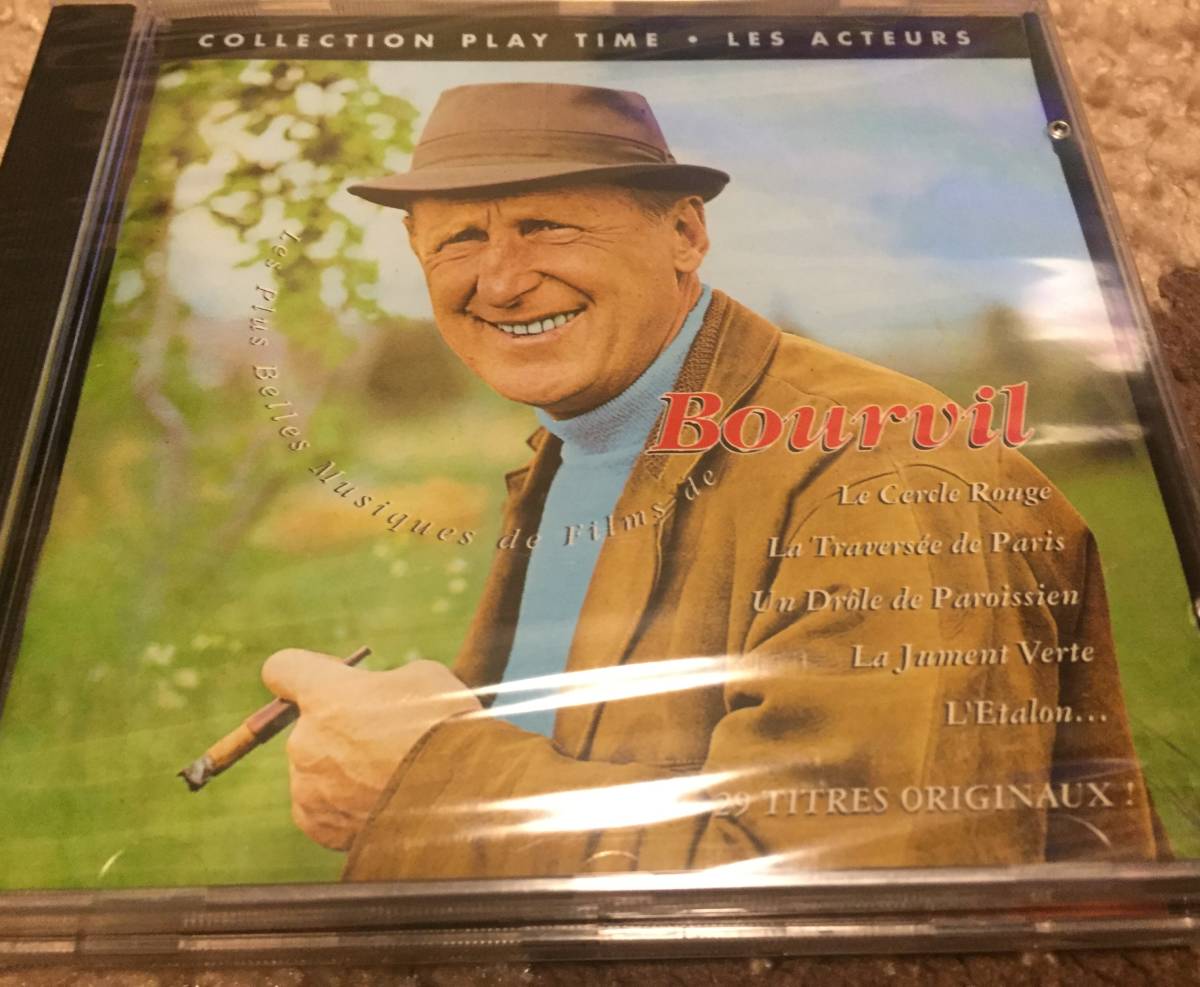 COLLECTION PLAY TIME • LES ACTEURS
Les Plus Belles Musiques de Films de
Bourvil
Le Cercle Rouge
La Traversée de Paris
Un Drôle de Paroissien
La Jument Verte
L'Etalon...
29 TITRES ORIGINAUX !